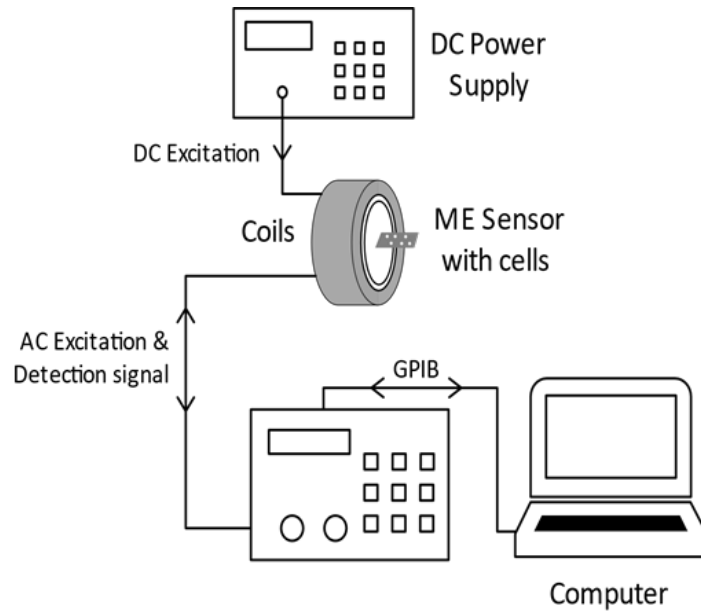 DC Power
Supply
DC Excitation
Coils
ME Sensor
with cells
AC Excitation &
Detection signal
GPIB
Computer